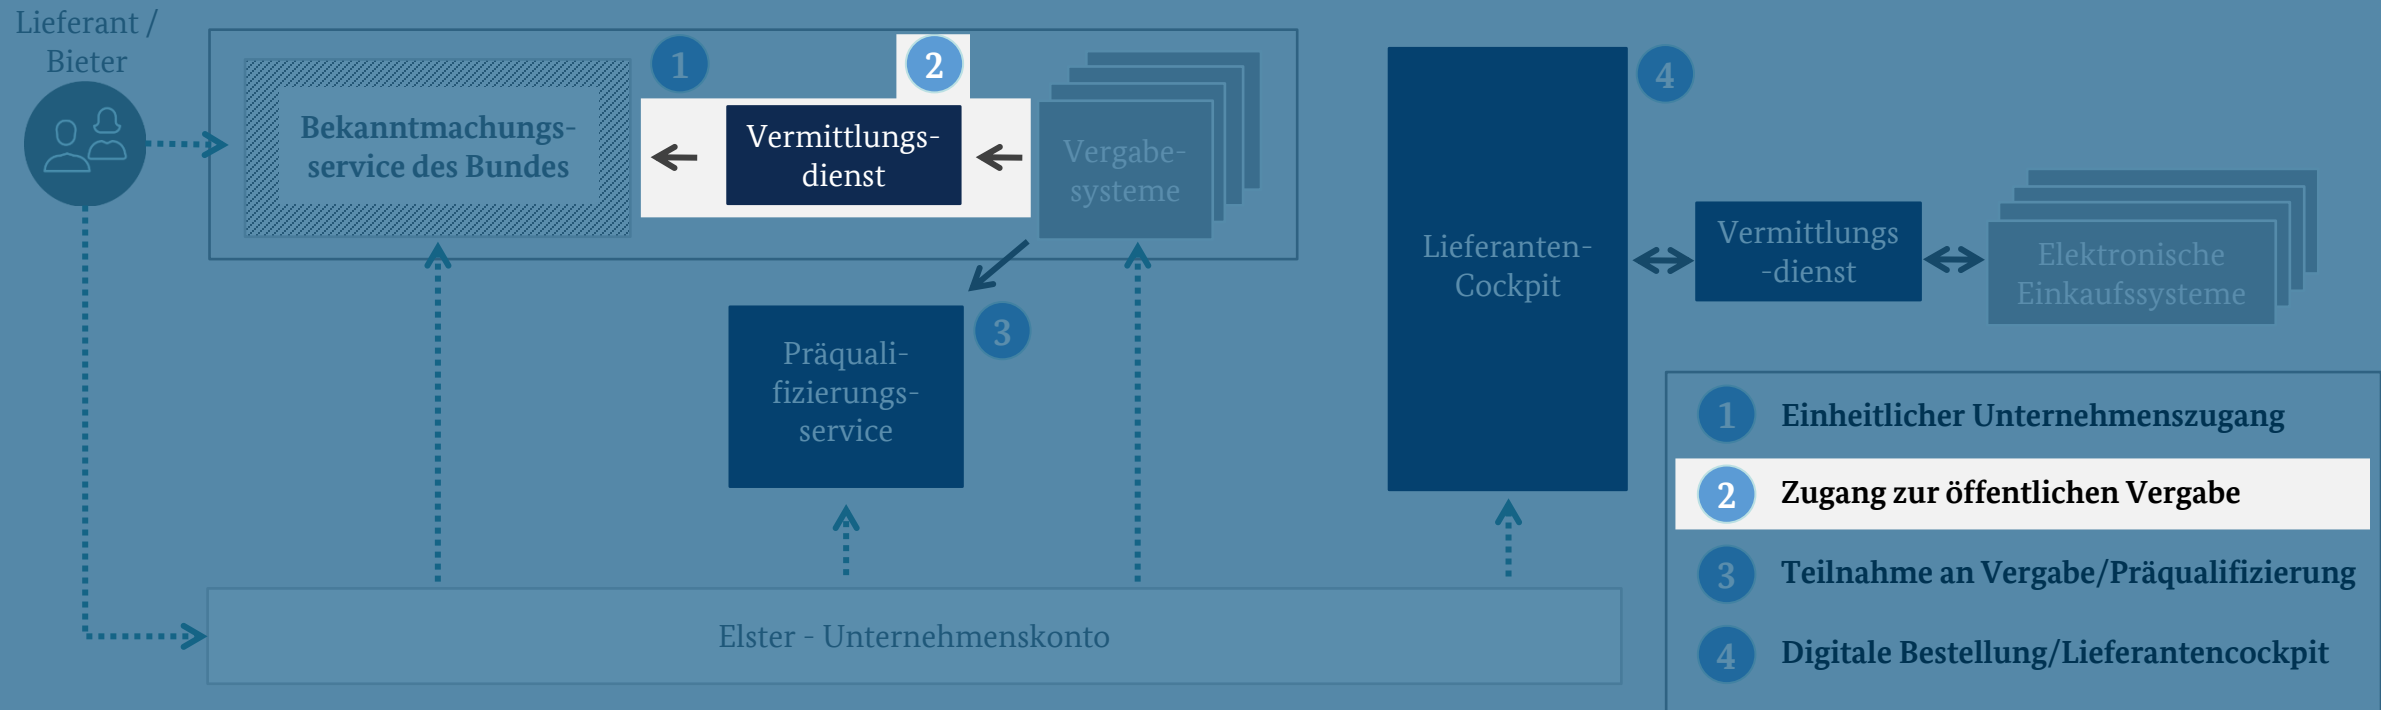 Lieferant /
Bieter
Bekanntmachungs-
service des Bundes
1
Vermittlungs-
dienst
2
Vergabe-
systeme
Präquali-
fizierungs-
service
3
Lieferanten-
Cockpit
4
Vermittlungs
-dienst
Elektronische
Einkaufssysteme
Elster - Unternehmenskonto
1 Einheitlicher Unternehmenszugang
2 Zugang zur öffentlichen Vergabe
3 Teilnahme an Vergabe/Präqualifizierung
4 Digitale Bestellung/Lieferantencockpit